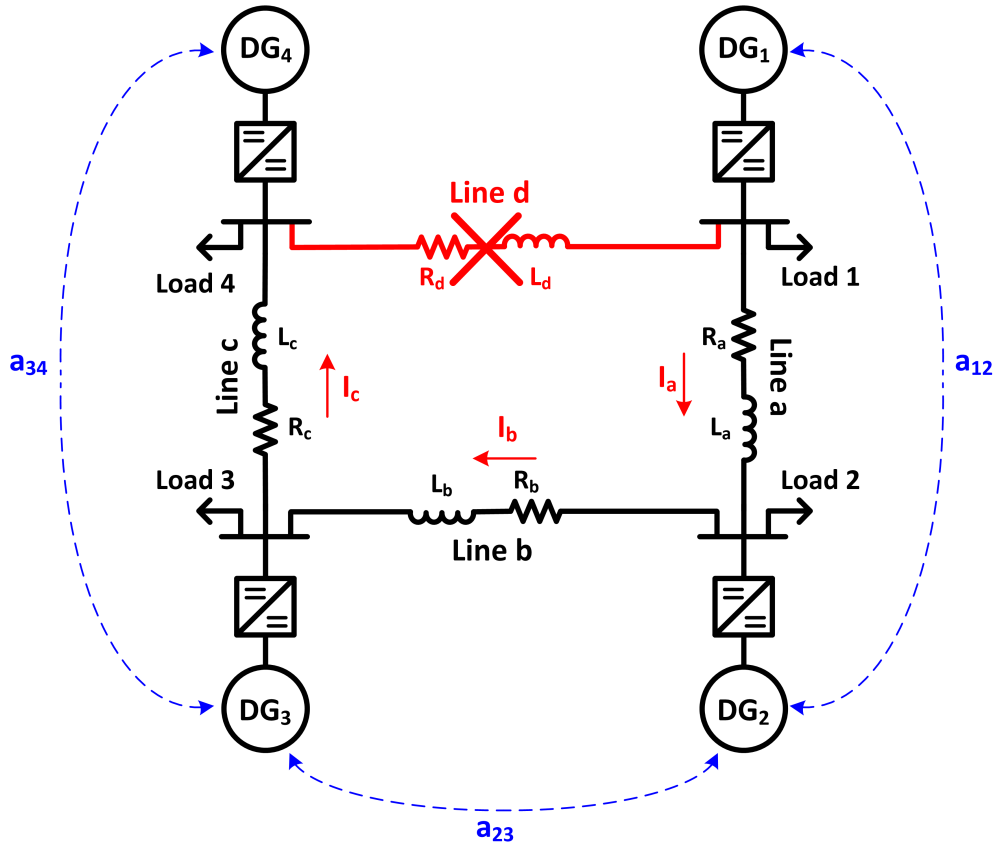 DG4
DG1
Line d
Rd
Ld
Load 4
Load 1
Lc
Line c
Rc
Ic
Ra
Line a
La
Ia
a34
a12
Ib
Load 3
Load 2
Lb
Rb
Line b
DG3
DG2
a23